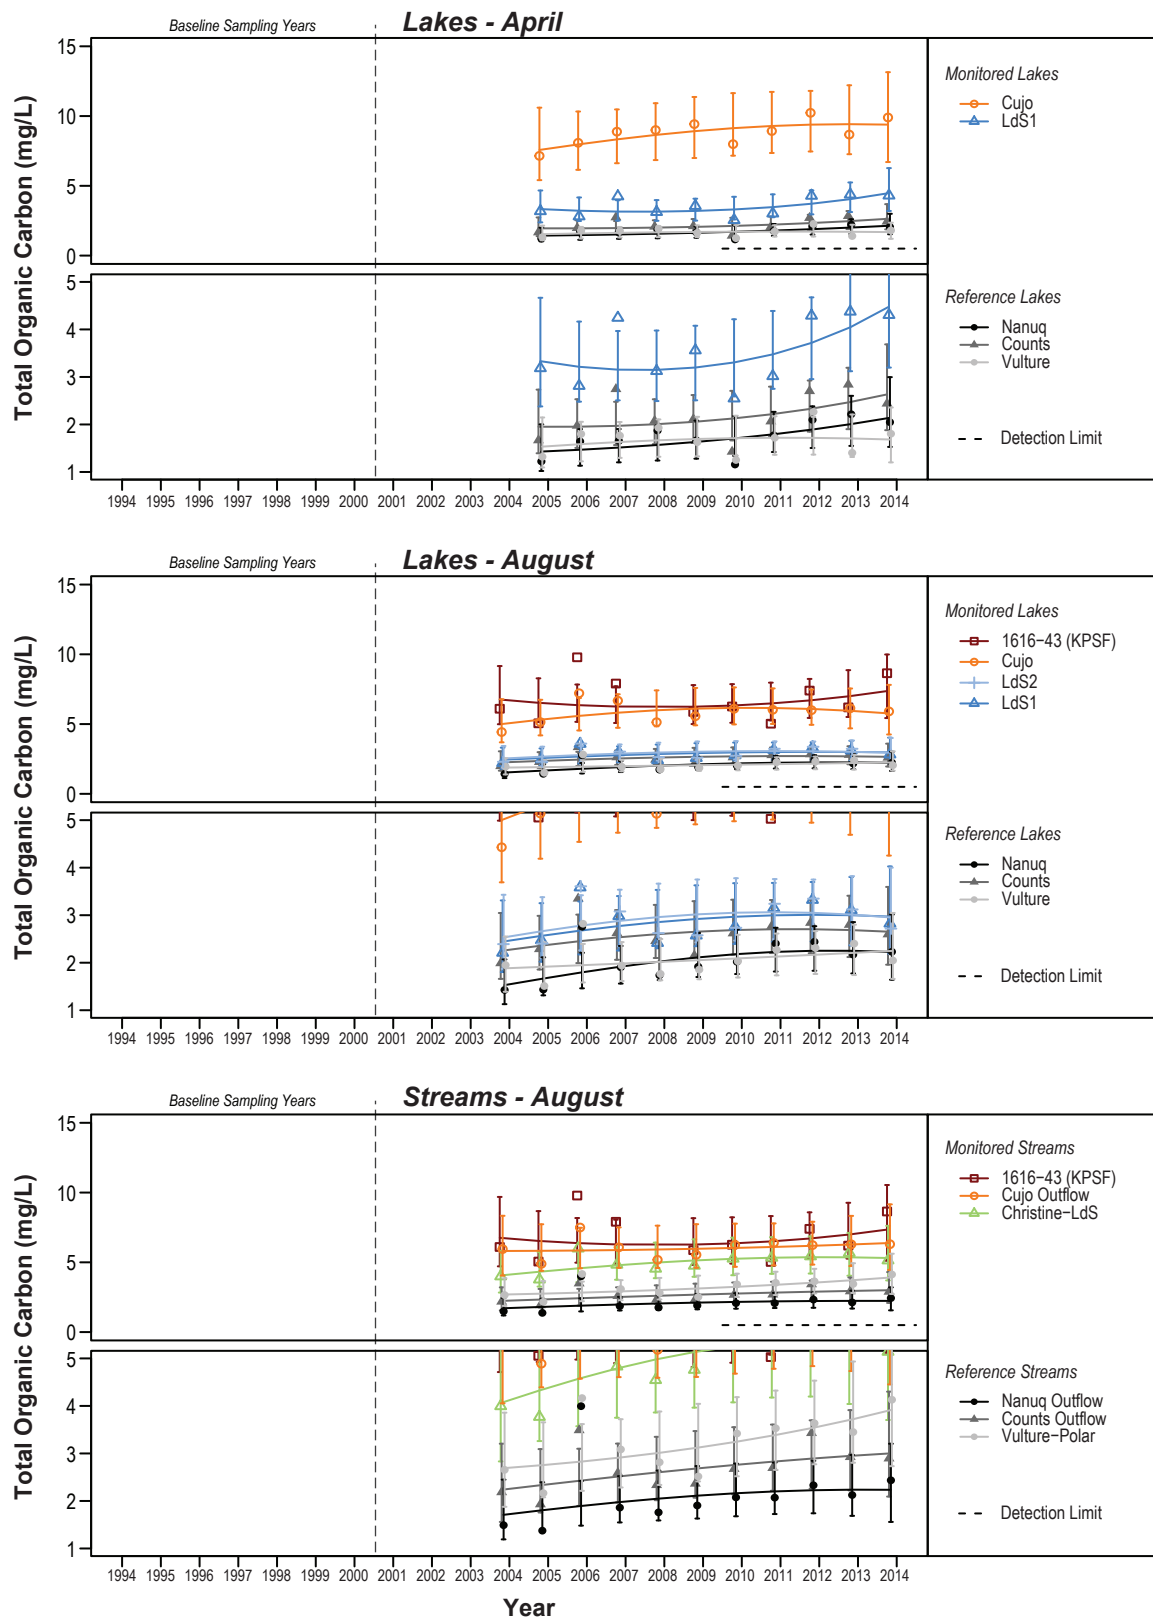 Baseline Sampling Years
Lakes - April
Total Organic Carbon (mg/L)
15
10
5
0
5
4
3
2
1
1994 1995 1996 1997 1998 1999 2000 2001 2002 2003 2004 2005 2006 2007 2008 2009 2010 2011 2012 2013 2014
Monitored Lakes
Cujo
LdS1
Reference Lakes
Nanuq
Counts
Vulture
Detection Limit
Baseline Sampling Years
Lakes - August
Total Organic Carbon (mg/L)
15
10
5
0
5
4
3
2
1
1994 1995 1996 1997 1998 1999 2000 2001 2002 2003 2004 2005 2006 2007 2008 2009 2010 2011 2012 2013 2014
Monitored Lakes
1616−43 (KPSF)
Cujo
LdS2
LdS1
Reference Lakes
Nanuq
Counts
Vulture
Detection Limit
Baseline Sampling Years
Streams - August
Total Organic Carbon (mg/L)
15
10
5
0
5
4
3
2
1
1994 1995 1996 1997 1998 1999 2000 2001 2002 2003 2004 2005 2006 2007 2008 2009 2010 2011 2012 2013 2014
Year
Monitored Streams
1616−43 (KPSF)
Cujo Outflow
Christine−LdS
Reference Streams
Nanuq Outflow
Counts Outflow
Vulture−Polar
Detection Limit